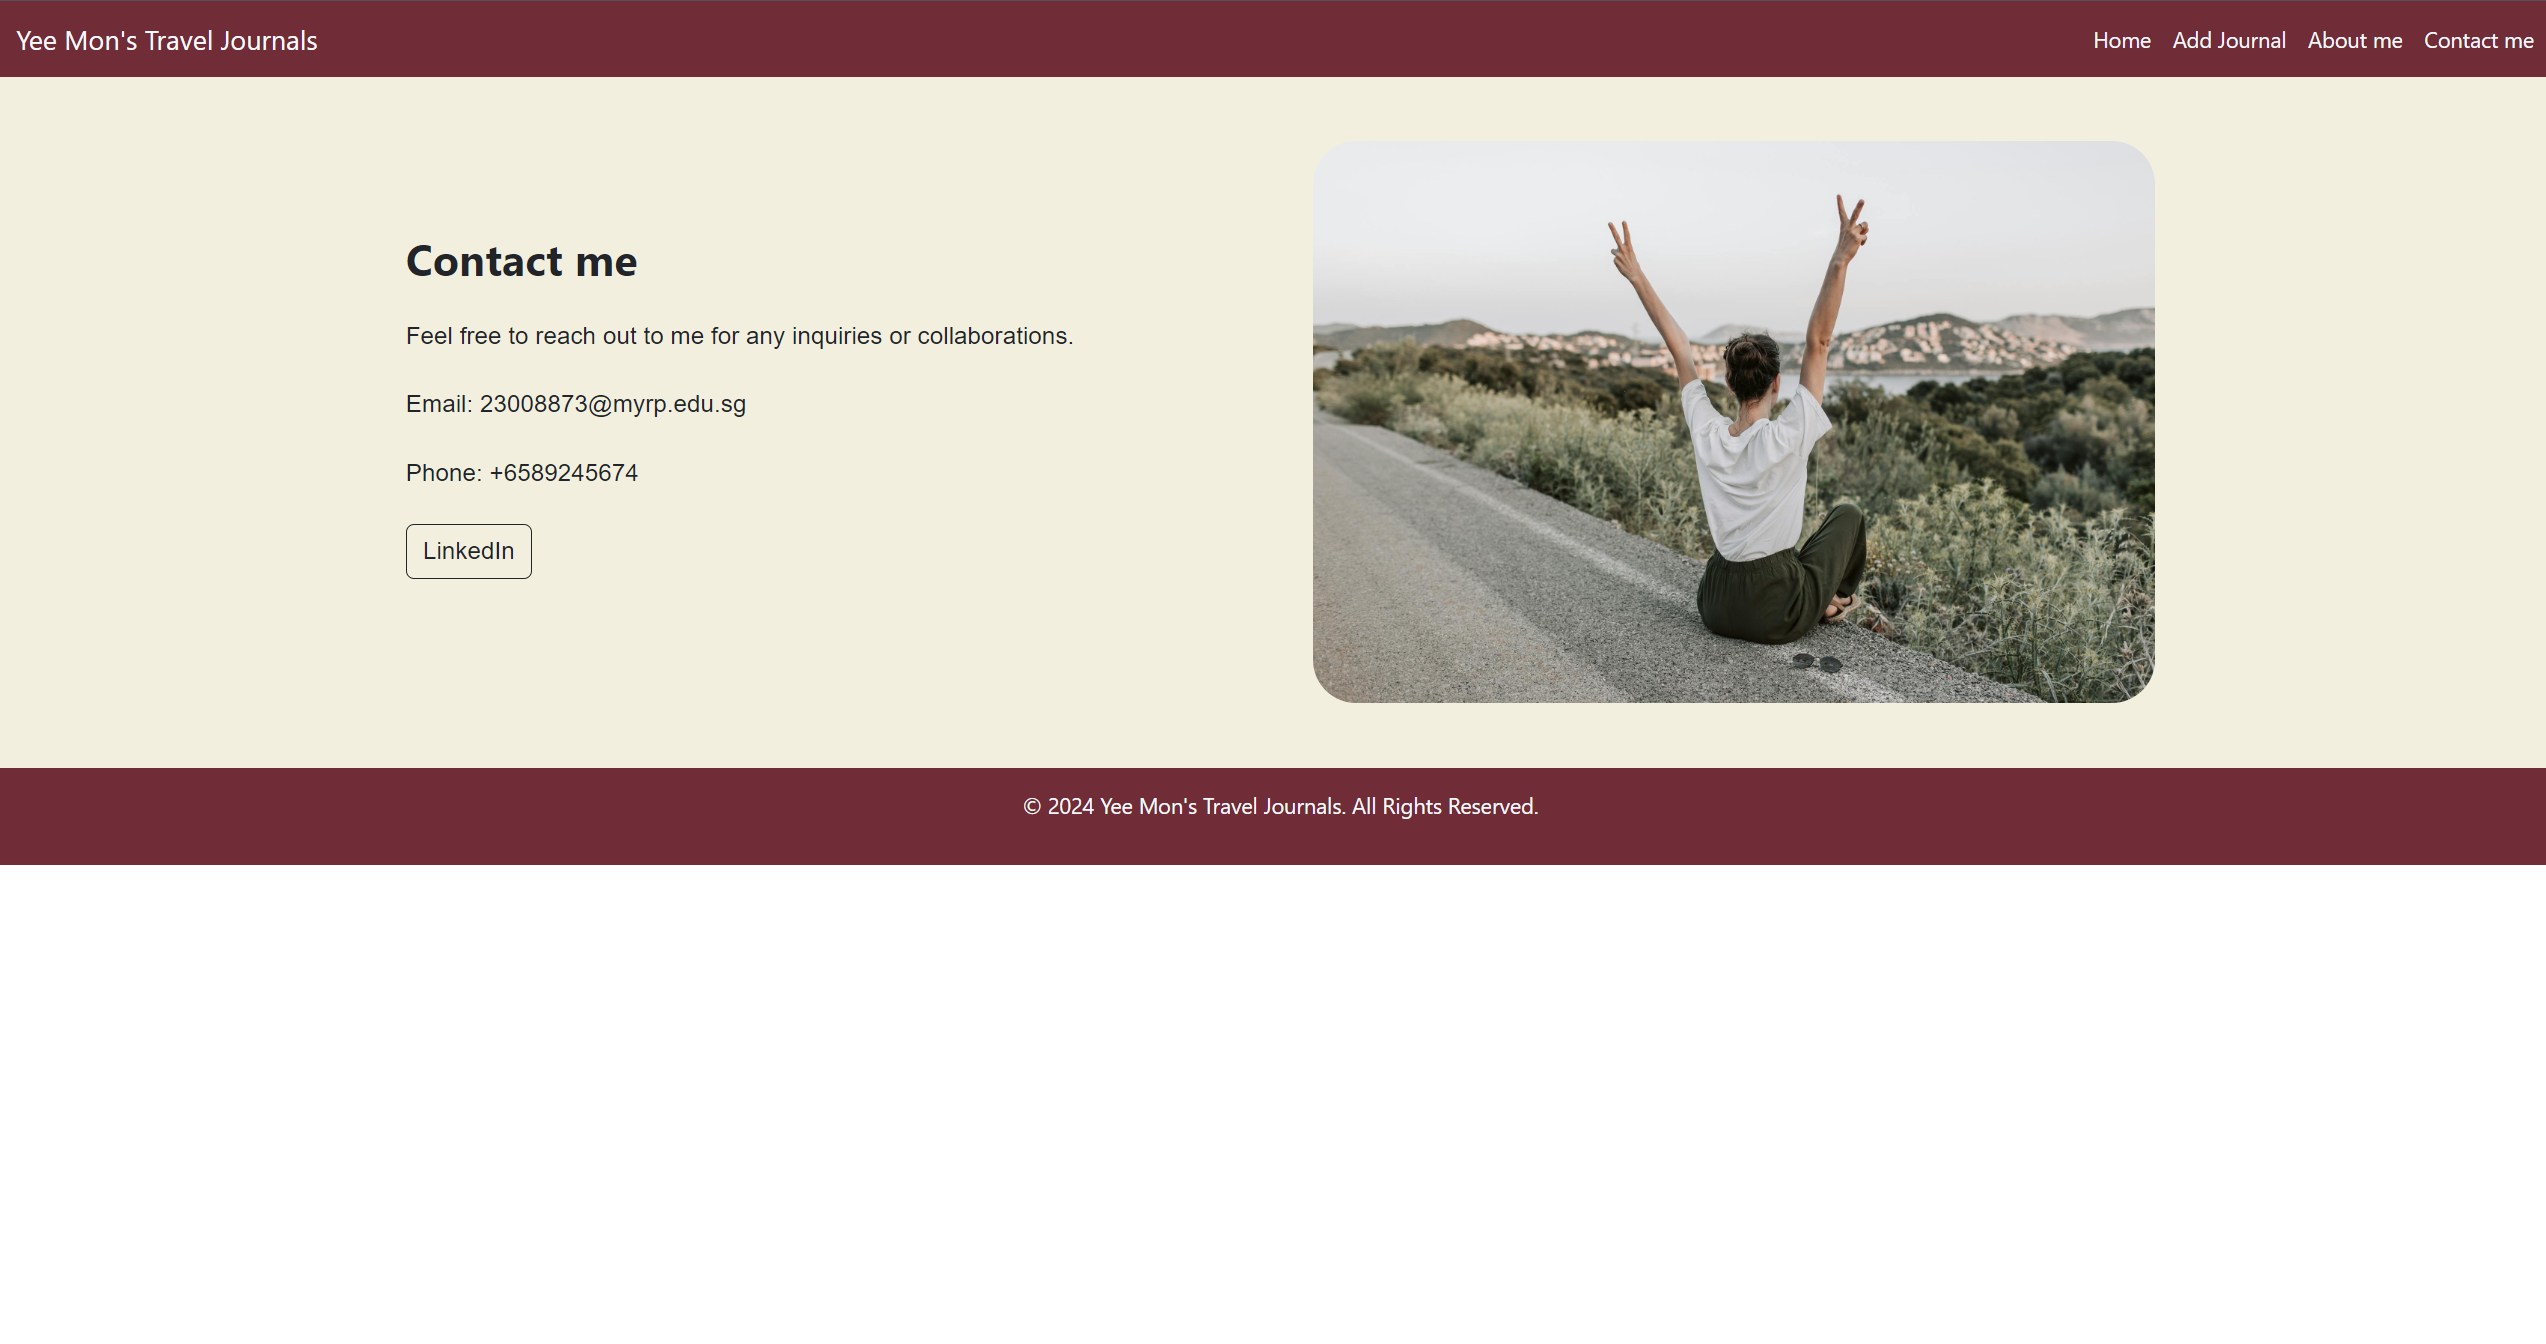 Yee Mon's Travel Journals
Home Add Journal About me Contact me
Contact me
Feel free to reach out to me for any inquiries or collaborations.
Email: 23008873@myrp.edu.sg
Phone: +6589245674
LinkedIn
© 2024 Yee Mon's Travel Journals. All Rights Reserved.